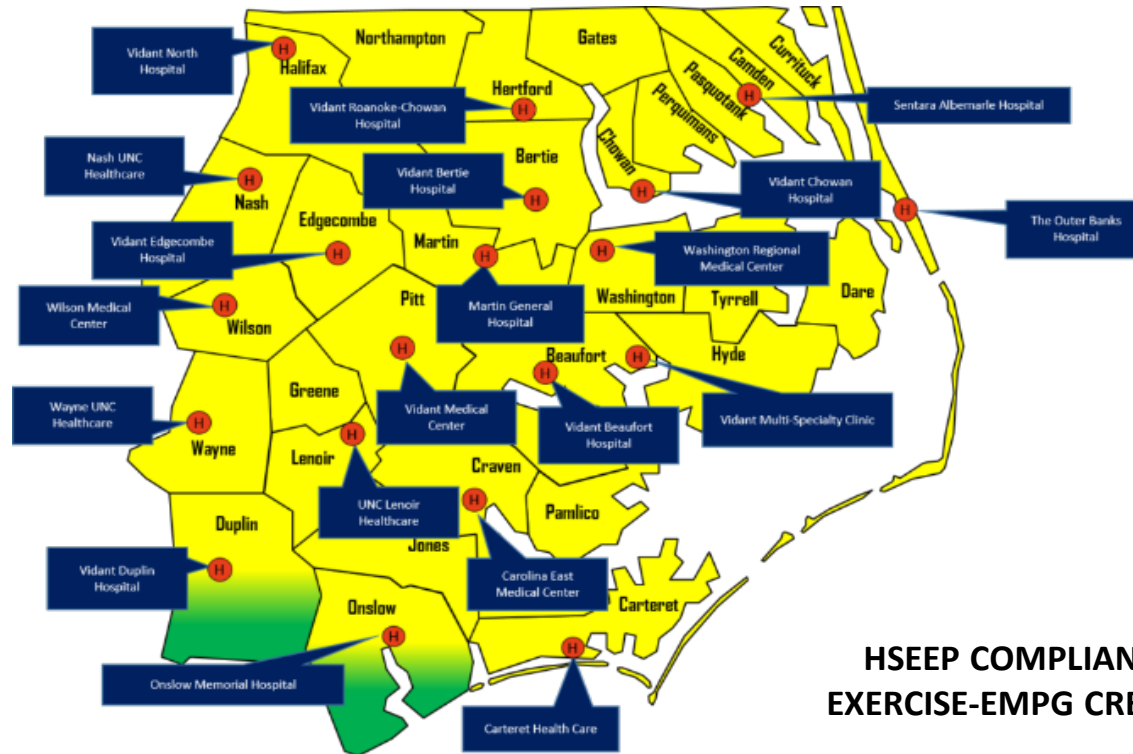 Northampton
Gates
Camden
Currituck
Vidant North
Hospital
H
Halifax
Pasquotank
Hertford
H
H
Perquimans
Sentara Albemarle Hospital
Vidant Roanoke-Chowan
Hospital
Chowan
Nash UNC
Healthcare
H
Nash
Bertie
Vidant Bertie
Hospital
H
H
Vidant Chowan
Hospital
H
The Outer Banks
Hospital
Edgecombe
Vidant Edgecombe
Hospital
H
Martin
H
H
Washington Regional
Medical Center
Washington
Tyrrell
Dare
Pitt
Wilson Medical
Center
H
Wilson
Martin General
Hospital
Hyde
H
Beaufort
H
H
Greene
Wayne UNC
Healthcare
H
Wayne
Vidant Medical
Center
Vidant Beaufort
Hospital
Vidant Multi-Specialty Clinic
H
Lenoir
Craven
UNC Lenoir
Healthcare
H
Pamlico
Duplin
Jones
Vidant Duplin
Hospital
H
Carolina East
Medical Center
Onslow
Carteret
H
H
Onslow Memorial Hospital
Carteret Health Care
HSEEP COMPLIAN
EXERCISE-EMPG CRE